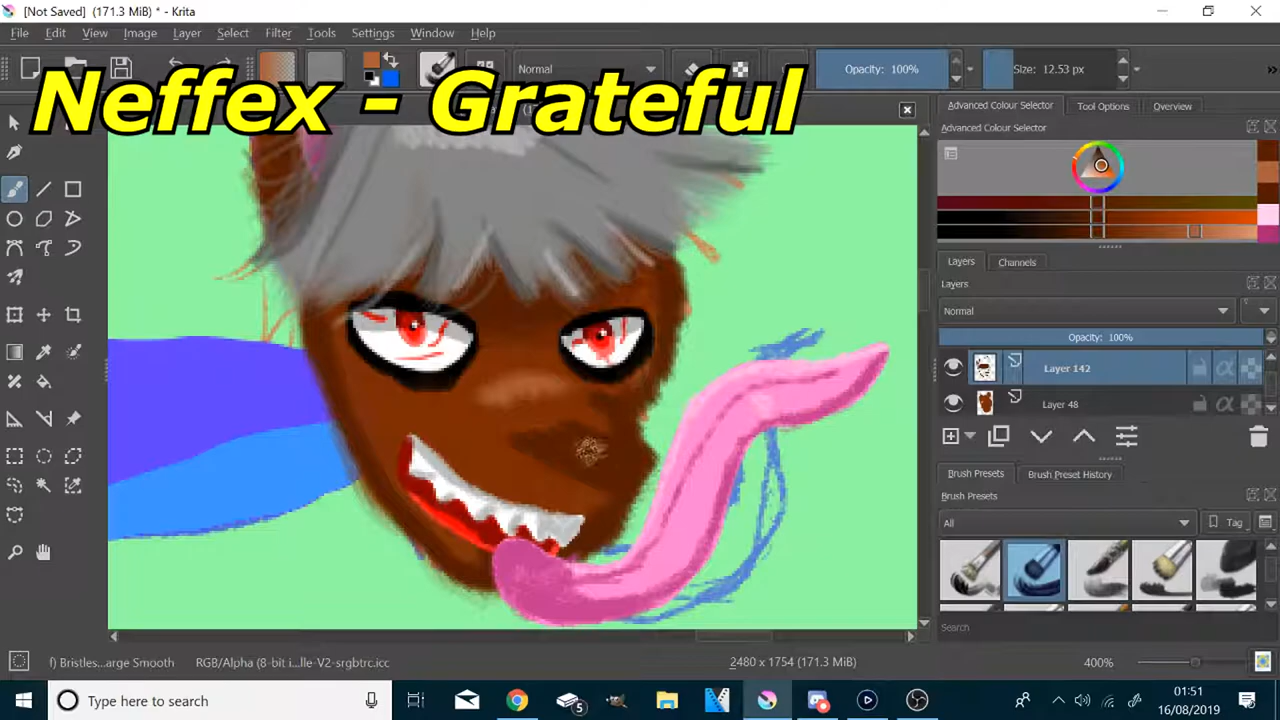 [Not Saved] (171.3 MiB) * - Krita
File Edit View Image Layer Select Filter Tools Settings Window Help
Normal Opacity: 100% Size: 12.53 px
Neffex - Grateful
Advanced Colour Selector Tool Options Overview
Advanced Colour Selector
Layers Channels
Layers
Normal
Opacity: 100%
Layer 142
Layer 48
Brush Presets Brush Preset History
Brush Presets
All Tag
Search
f) Bristles...arge Smooth RGB/Alpha (8-bit i...lle-V2-srgbtrc.icc 2480 x 1754 (171.3 MiB) 400%
Type here to search 5 01:51
16/08/2019